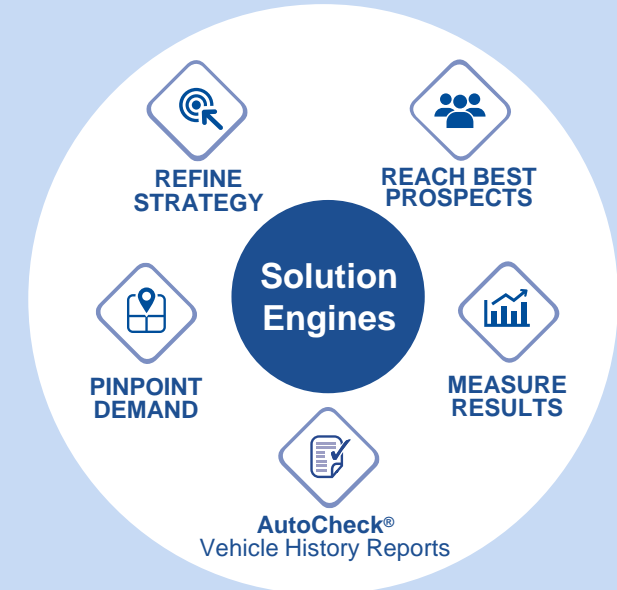 REFINE
STRATEGY
REACH BEST
PROSPECTS
Solution
Engines
PINPOINT
DEMAND
MEASURE
RESULTS
AutoCheck®
Vehicle History Reports